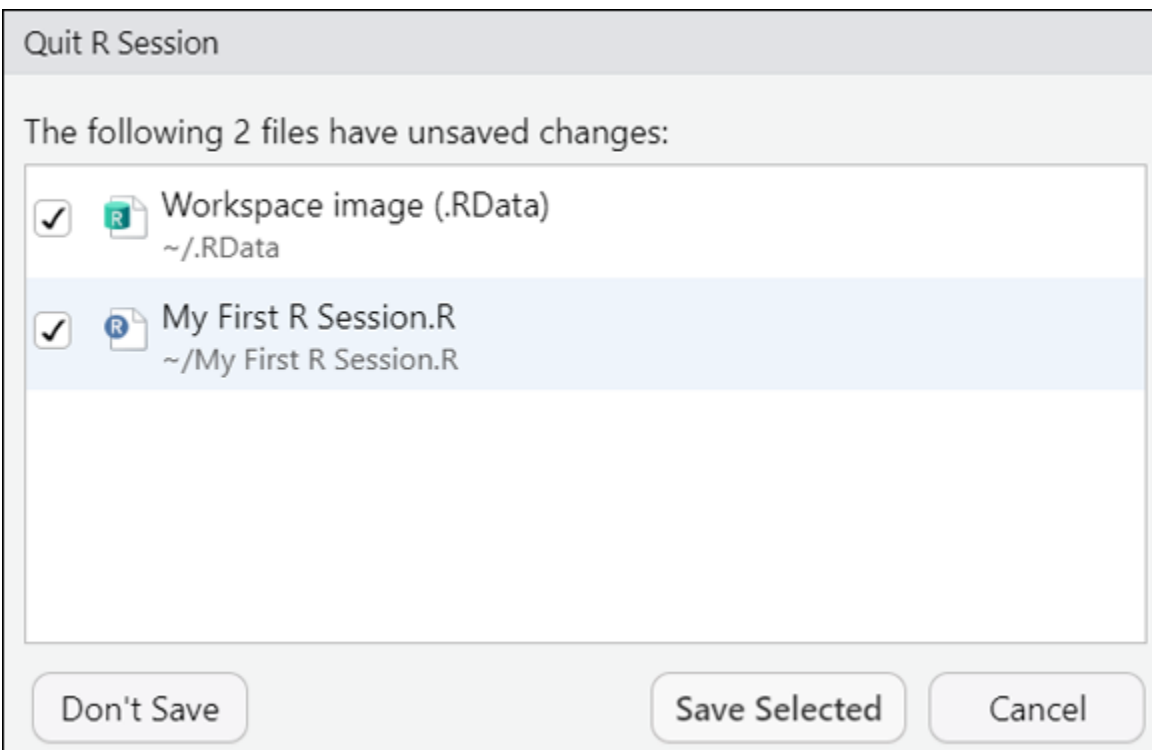 Quit R Session
The following 2 files have unsaved changes:
R
Workspace image (.RData)
~/.RData
R
My First R Session.R
~/My First R Session.R
Don't Save
Save Selected
Cancel